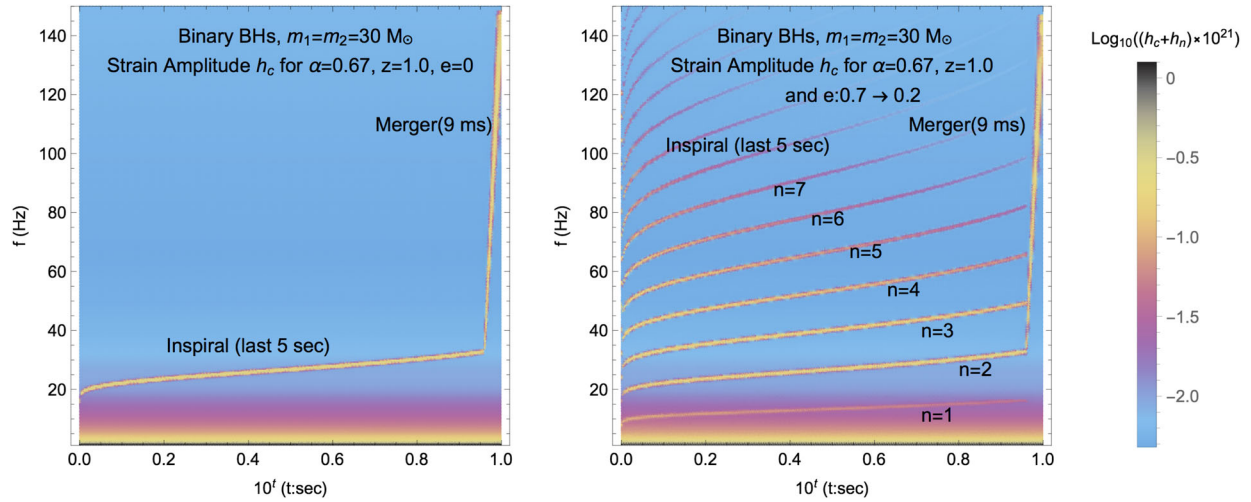 Binary BHs, m₁=m₂=30 M⊙
Strain Amplitude h_c for α=0.67, z=1.0, e=0
Merger(9 ms)
Inspiral (last 5 sec)
140
120
100
80
60
40
20
f (Hz)
0.0 0.2 0.4 0.6 0.8 1.0
10ᵗ (t:sec)
Binary BHs, m₁=m₂=30 M⊙
Strain Amplitude h_c for α=0.67, z=1.0
and e:0.7 → 0.2
Merger(9 ms)
Inspiral (last 5 sec)
n=7
n=6
n=5
n=4
n=3
n=2
n=1
140
120
100
80
60
40
20
f (Hz)
0.0 0.2 0.4 0.6 0.8 1.0
10ᵗ (t:sec)
Log₁₀((h_c+h_n)×10²¹)
0
-0.5
-1.0
-1.5
-2.0